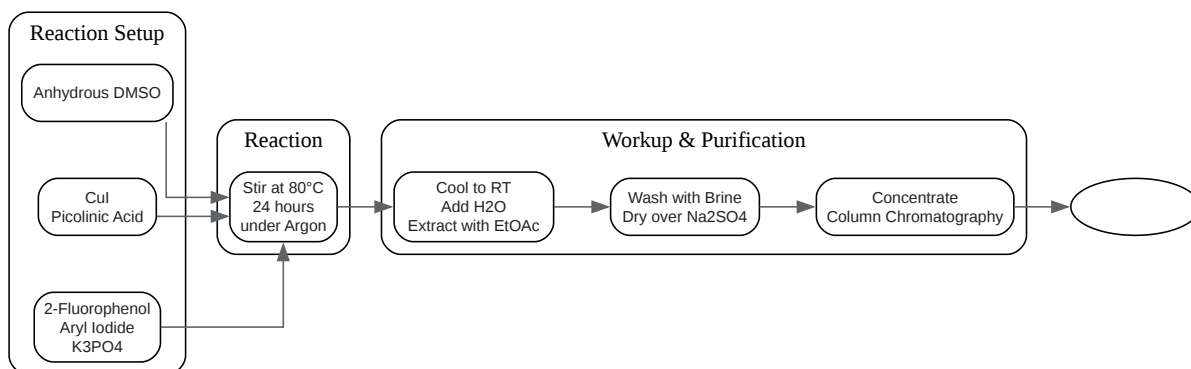 Reaction Setup
Anhydrous DMSO
CuI
Picolinic Acid
2-Fluorophenol
Aryl Iodide
K3PO4
Reaction
Stir at 80°C
24 hours
under Argon
Workup & Purification
Cool to RT
Add H2O
Extract with EtOAc
Wash with Brine
Dry over Na2SO4
Concentrate
Column Chromatography